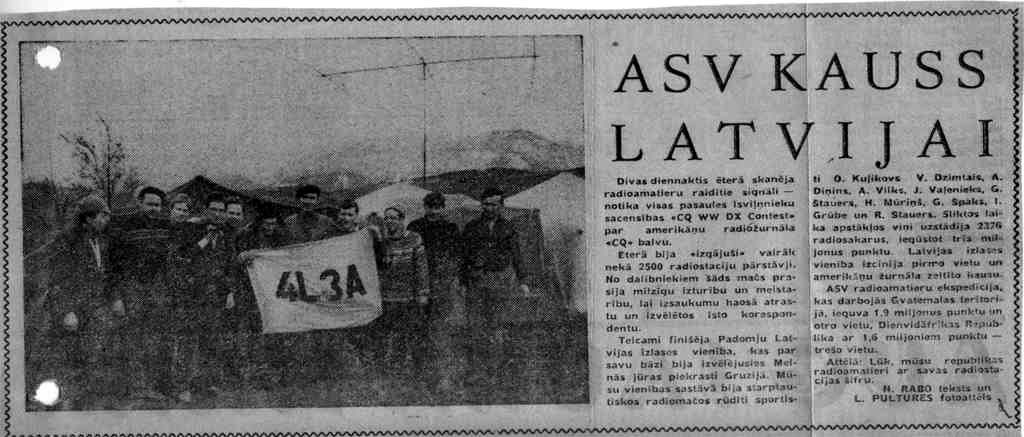 4L3A
ASV KAUSS
LATVIJAI
Divas diennaktis ēterā skanēja
radioamatieru raidītie signāli —
notika visas pasaules īsviļņnieku
sacensības «CQ WW DX Contest»
par amerikāņu radiožurnāla
«CQ» balvu.
Ēterā bija «izgājuši» vairāk
nekā 2500 radiostaciju pārstāvji.
No dalībniekiem šāds mačs pra-
sīja milzīgu izturību un meista-
rību, lai izsaukumu haosā atras-
tu un izvēlētos īsto korespon-
dentu.
Teicami finišēja Padomju Lat-
vijas izlases vienība, kas par
savu bāzi bija izvēlējusies Mel-
nās jūras piekrasti Gruzijā. Mū-
su vienības sastāvā bija starptau-
tiskos radiomačos rūdīti sportis-
ti O. Kuļikovs V. Dzimtais, A.
Diņins, A. Vilks, J. Vaļenieks, G.
Stauers, H. Mūriņš, G. Spaks, I.
Grūbe un R. Stauers. Sliktos lai-
ka apstākļos viņi uzstādīja 2376
radiosakarus, iegūstot trīs mil-
jonus punktu. Latvijas izlases
vienība izcīnīja pirmo vietu un
amerikāņu žurnāla zeltīto kausu.
ASV radioamatieru ekspedīcija,
kas darbojās Gvatemalas teritori-
jā, ieguva 1,9 miljonus punktu un
otro vietu, Dienvidāfrikas Repub-
lika ar 1,6 miljoniem punktu —
trešo vietu.
Attēlā: Lūk, mūsu republikas
radioamatieri ar savas radiosta-
cijas šifru.
N. RABO teksts un
L. PULTURES fotoattēls